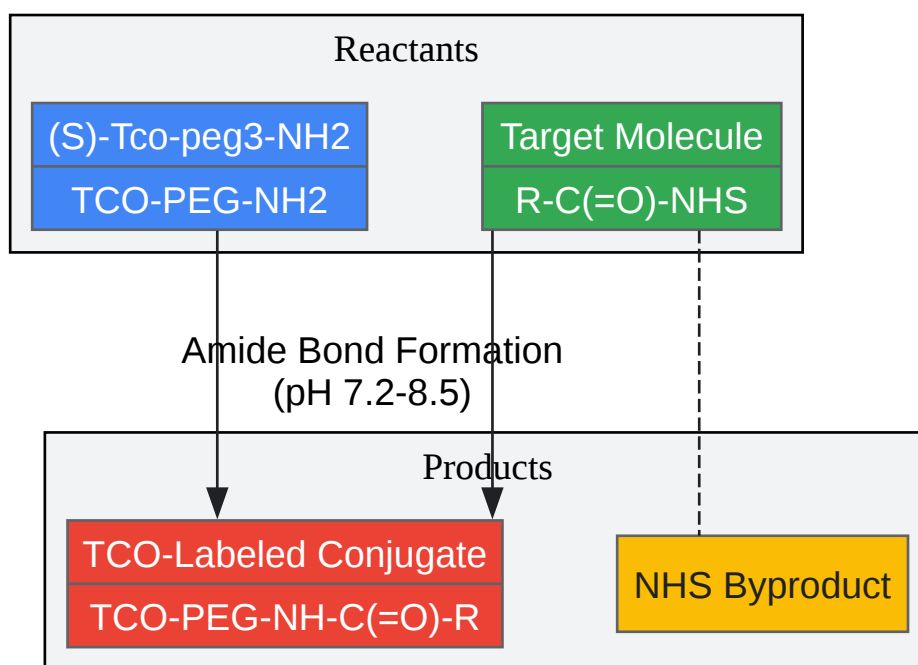 Reactants
(S)-Tco-peg3-NH2
TCO-PEG-NH2
Target Molecule
R-C(=O)-NHS
Amide Bond Formation
(pH 7.2-8.5)
Products
TCO-Labeled Conjugate
TCO-PEG-NH-C(=O)-R
NHS Byproduct